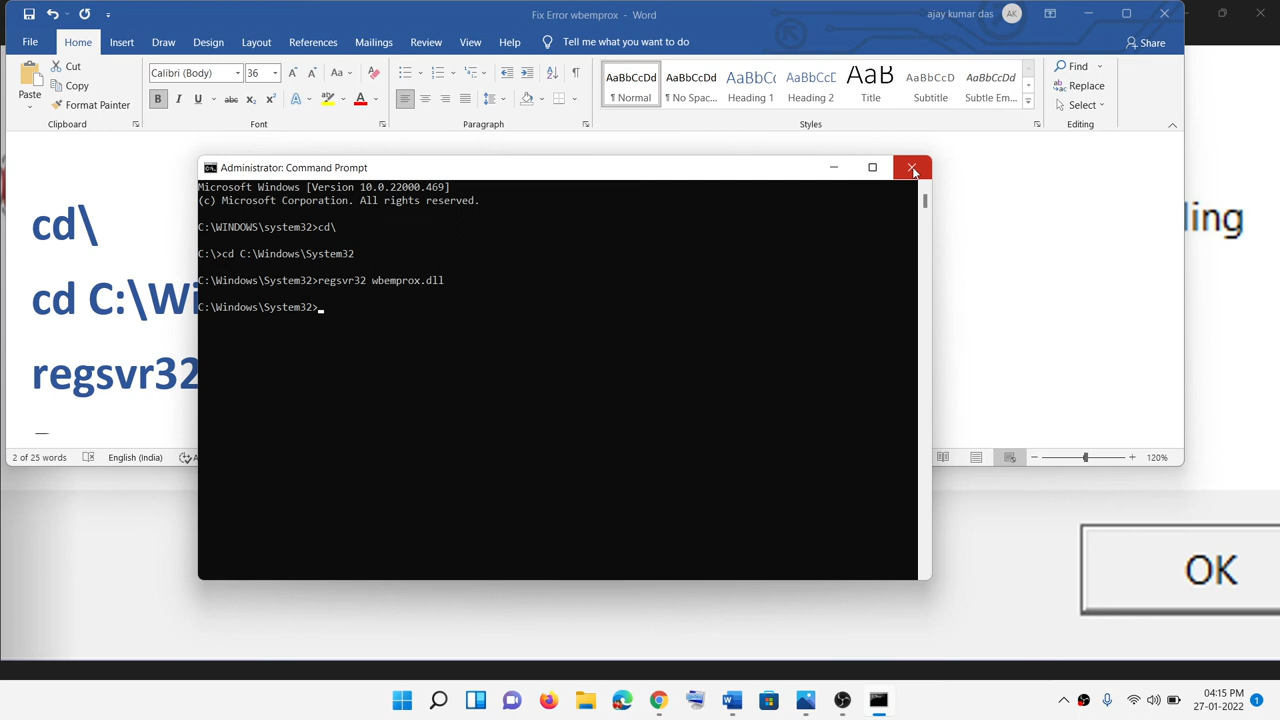 Fix Error wbemprox - Word
ajay kumar das
AK
File Home Insert Draw Design Layout References Mailings Review View Help Tell me what you want to do
Share
Paste
Cut
Copy
Format Painter
Calibri (Body) 36
AaBbCcDd AaBbCcDd AaBbCc AaBbCcD AaB AaBbCcDd AaBbCcDd
¶ Normal ¶ No Spac... Heading 1 Heading 2 Title Subtitle Subtle Em...
Find
Replace
Select
Clipboard Font Paragraph Styles Editing
Administrator: Command Prompt
Microsoft Windows [Version 10.0.22000.469]
(c) Microsoft Corporation. All rights reserved.
C:\WINDOWS\system32>cd\
C:\>cd C:\Windows\System32
C:\Windows\System32>regsvr32 wbemprox.dll
C:\Windows\System32>
cd\
cd C:\Wi
regsvr32
ding
2 of 25 words English (India)
120%
OK
04:15 PM
27-01-2022
1